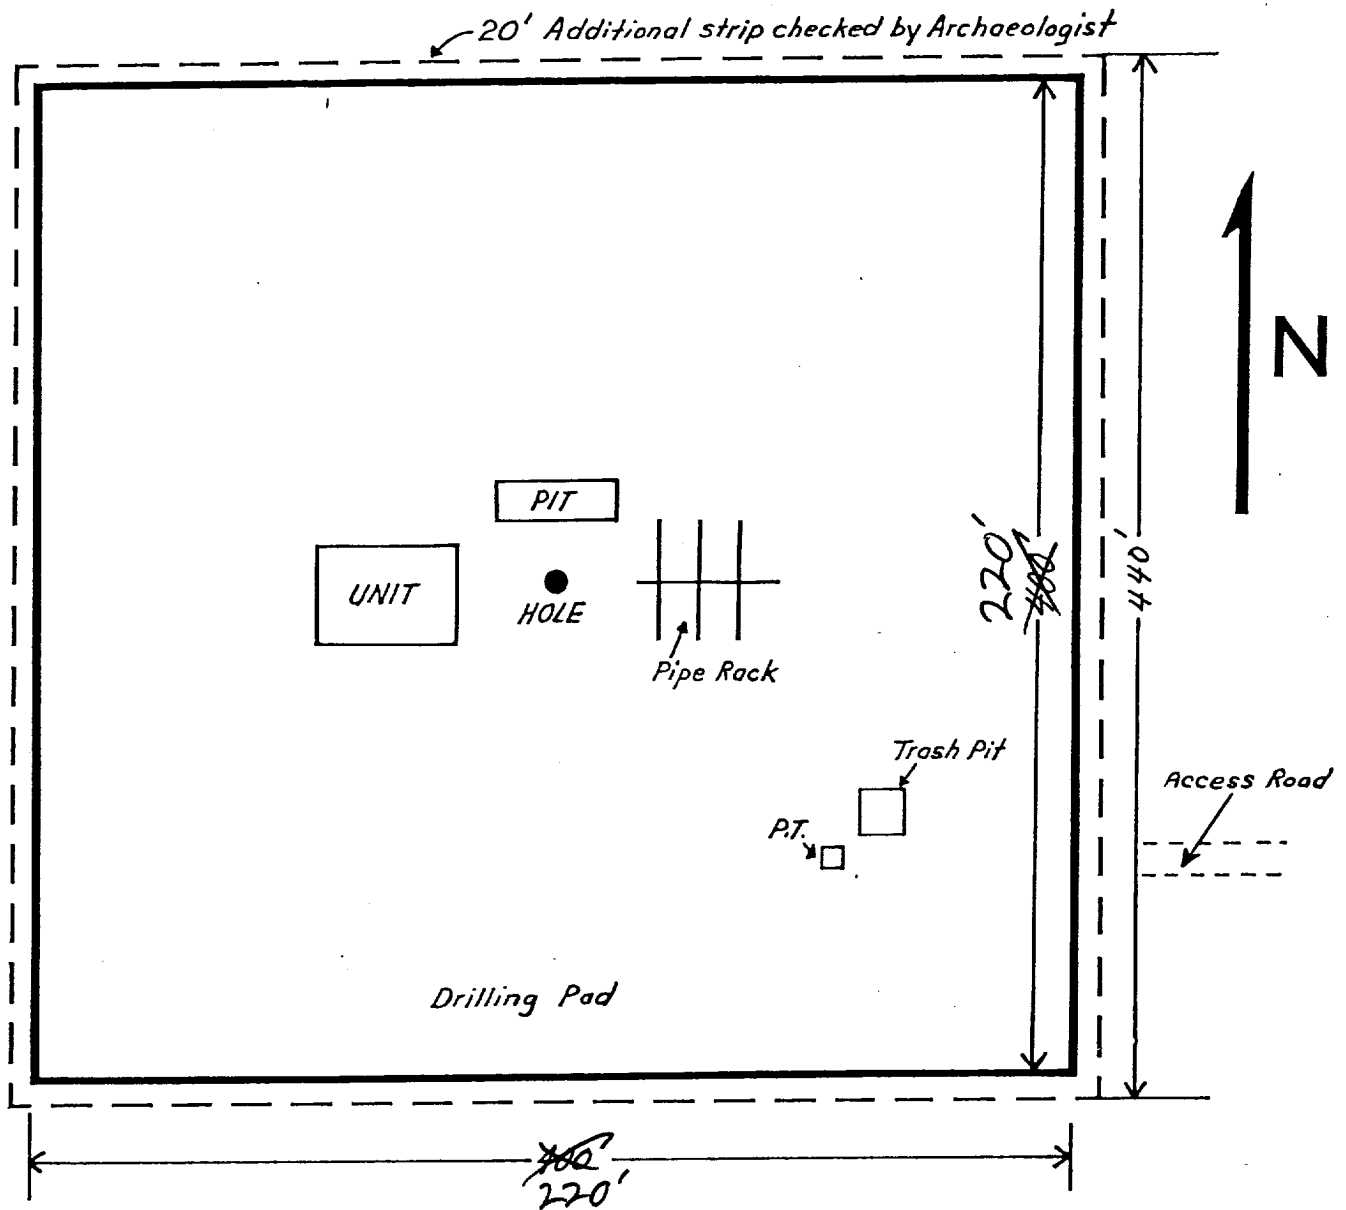 20' Additional strip checked by Archaeologist
N
PIT
UNIT
HOLE
Pipe Rack
220'
400'
440'
Trash Pit
Access Road
P.T.
Drilling Pad
400'
220'